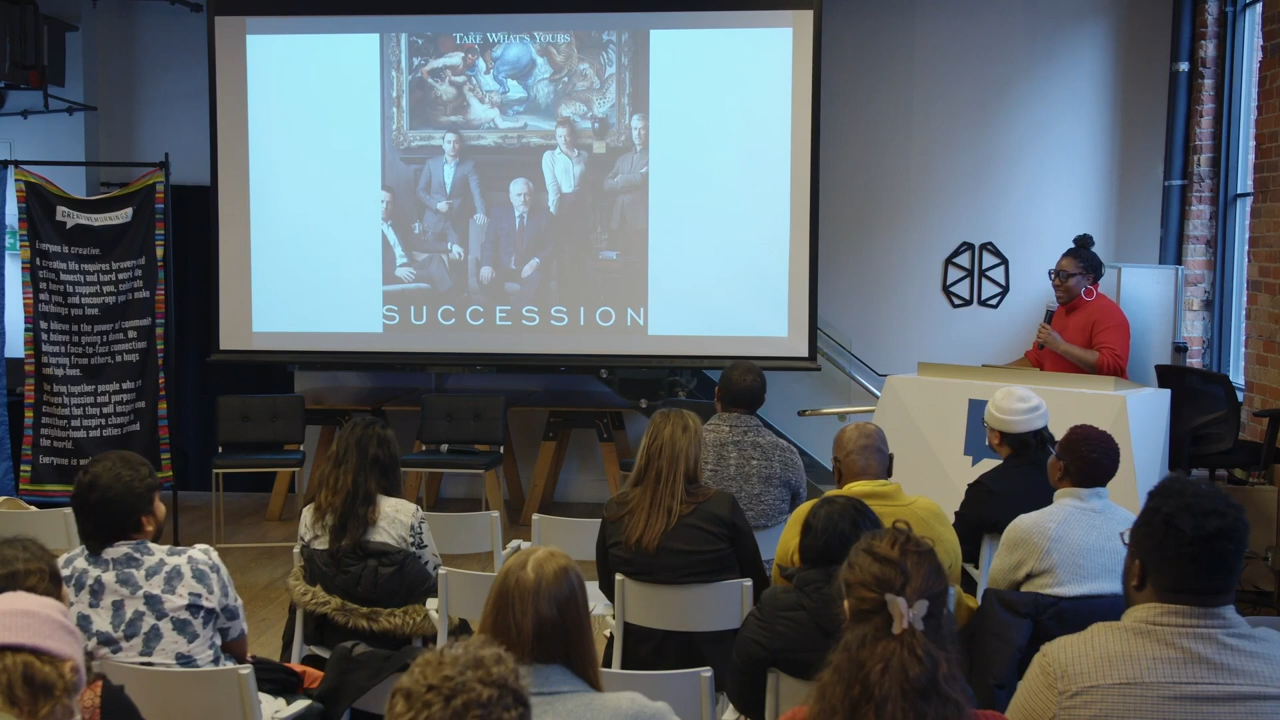 TAKE WHAT'S YOURS
SUCCESSION
CREATIVEMORNINGS
Everyone is creative.
A creative life requires bravery and
action, honesty and hard work. We
are here to support you, celebrate
with you, and encourage you to make
the things you love.
We believe in the power of community.
We believe in giving a damn. We
believe in face-to-face connections,
in learning from others, in hugs
and high-fives.
We bring together people who are
driven by passion and purpose,
confident that they will inspire one
another, and inspire change in
neighborhoods and cities around
the world.
Everyone is